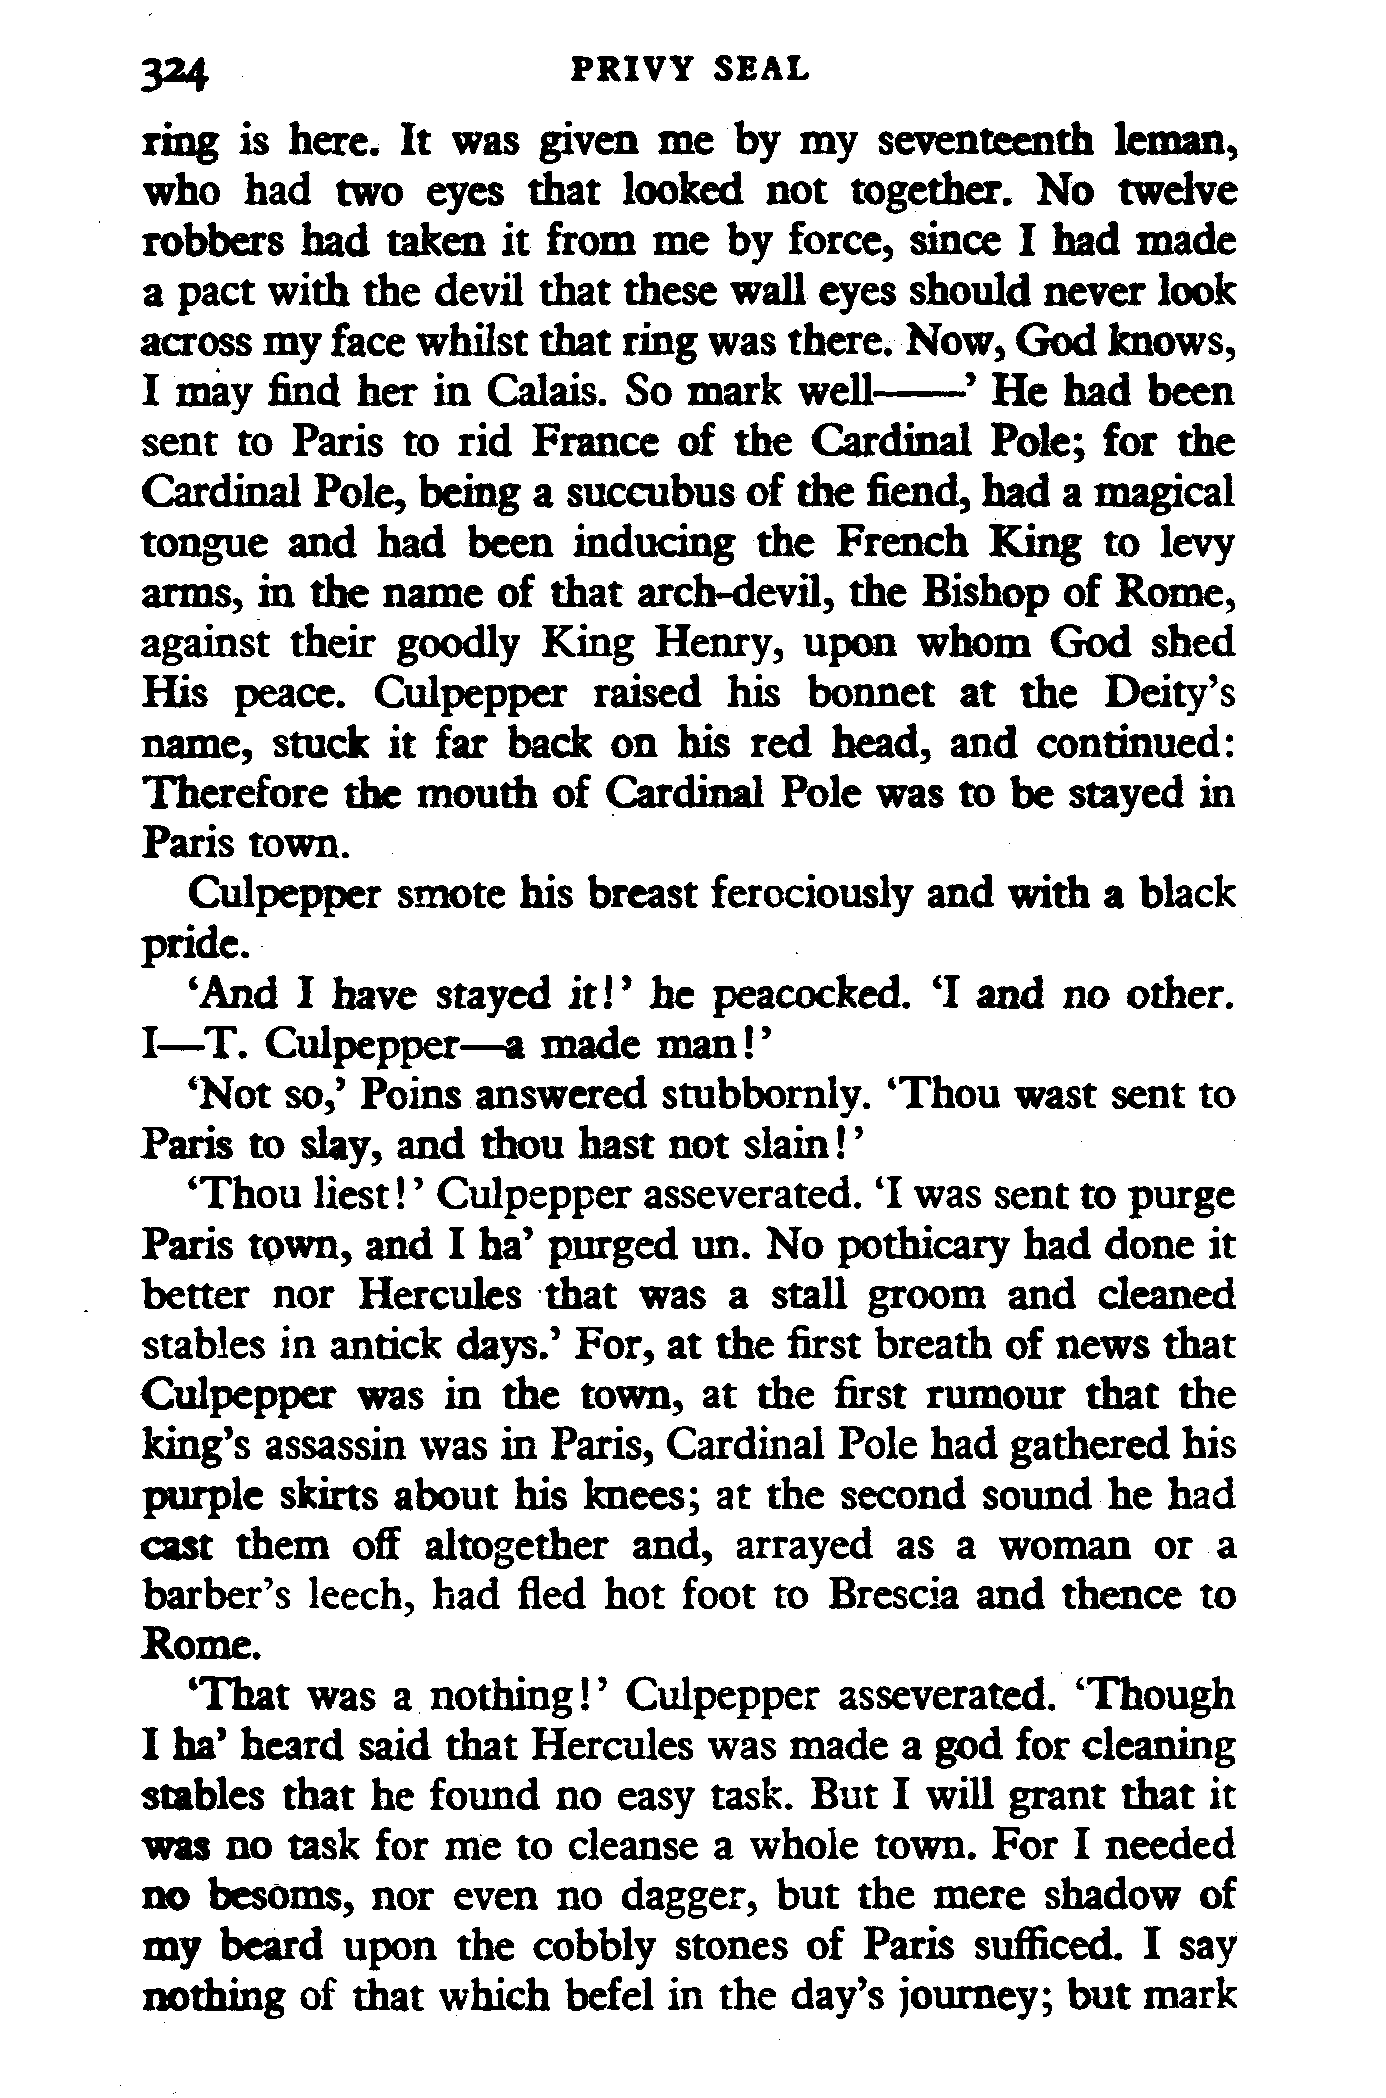 324 PRIVY SEAL
ring is here. It was given me by my seventeenth leman,
who had two eyes that looked not together. No twelve
robbers had taken it from me by force, since I had made
a pact with the devil that these wall eyes should never look
across my face whilst that ring was there. Now, God knows,
I may find her in Calais. So mark well——’ He had been
sent to Paris to rid France of the Cardinal Pole; for the
Cardinal Pole, being a succubus of the fiend, had a magical
tongue and had been inducing the French King to levy
arms, in the name of that arch-devil, the Bishop of Rome,
against their goodly King Henry, upon whom God shed
His peace. Culpepper raised his bonnet at the Deity’s
name, stuck it far back on his red head, and continued:
Therefore the mouth of Cardinal Pole was to be stayed in
Paris town.
Culpepper smote his breast ferociously and with a black
pride.
‘And I have stayed it!’ he peacocked. ‘I and no other.
I—T. Culpepper—a made man!’
‘Not so,’ Poins answered stubbornly. ‘Thou wast sent to
Paris to slay, and thou hast not slain!’
‘Thou liest!’ Culpepper asseverated. ‘I was sent to purge
Paris town, and I ha’ purged un. No pothicary had done it
better nor Hercules that was a stall groom and cleaned
stables in antick days.’ For, at the first breath of news that
Culpepper was in the town, at the first rumour that the
king’s assassin was in Paris, Cardinal Pole had gathered his
purple skirts about his knees; at the second sound he had
cast them off altogether and, arrayed as a woman or a
barber’s leech, had fled hot foot to Brescia and thence to
Rome.
‘That was a nothing!’ Culpepper asseverated. ‘Though
I ha’ heard said that Hercules was made a god for cleaning
stables that he found no easy task. But I will grant that it
was no task for me to cleanse a whole town. For I needed
no besoms, nor even no dagger, but the mere shadow of
my beard upon the cobbly stones of Paris sufficed. I say
nothing of that which befel in the day’s journey; but mark